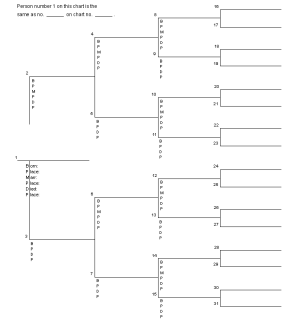 Person number 1 on this chart is the
same as no. ______ on chart no. ______ .
16
17
8
B
P
M
P
D
P
18
19
9
B
P
D
P
4
B
P
M
P
D
P
20
21
10
B
P
M
P
D
P
22
23
11
B
P
D
P
5
B
P
D
P
2
B
P
M
P
D
P
1
Born:
Place:
Marr:
Place:
Died:
Place:
24
25
12
B
P
M
P
D
P
26
27
13
B
P
D
P
6
B
P
M
P
D
P
3
B
P
D
P
28
29
14
B
P
M
P
D
P
30
31
15
B
P
D
P
7
B
P
D
P